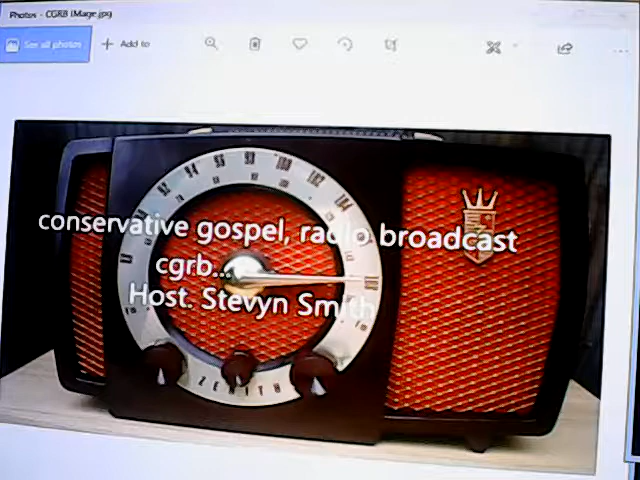 Photos - CGRB IMage.jpg
See all photos
Add to
conservative gospel, radio broadcast
cgrb...
Host. Stevyn Smith
ZENITH